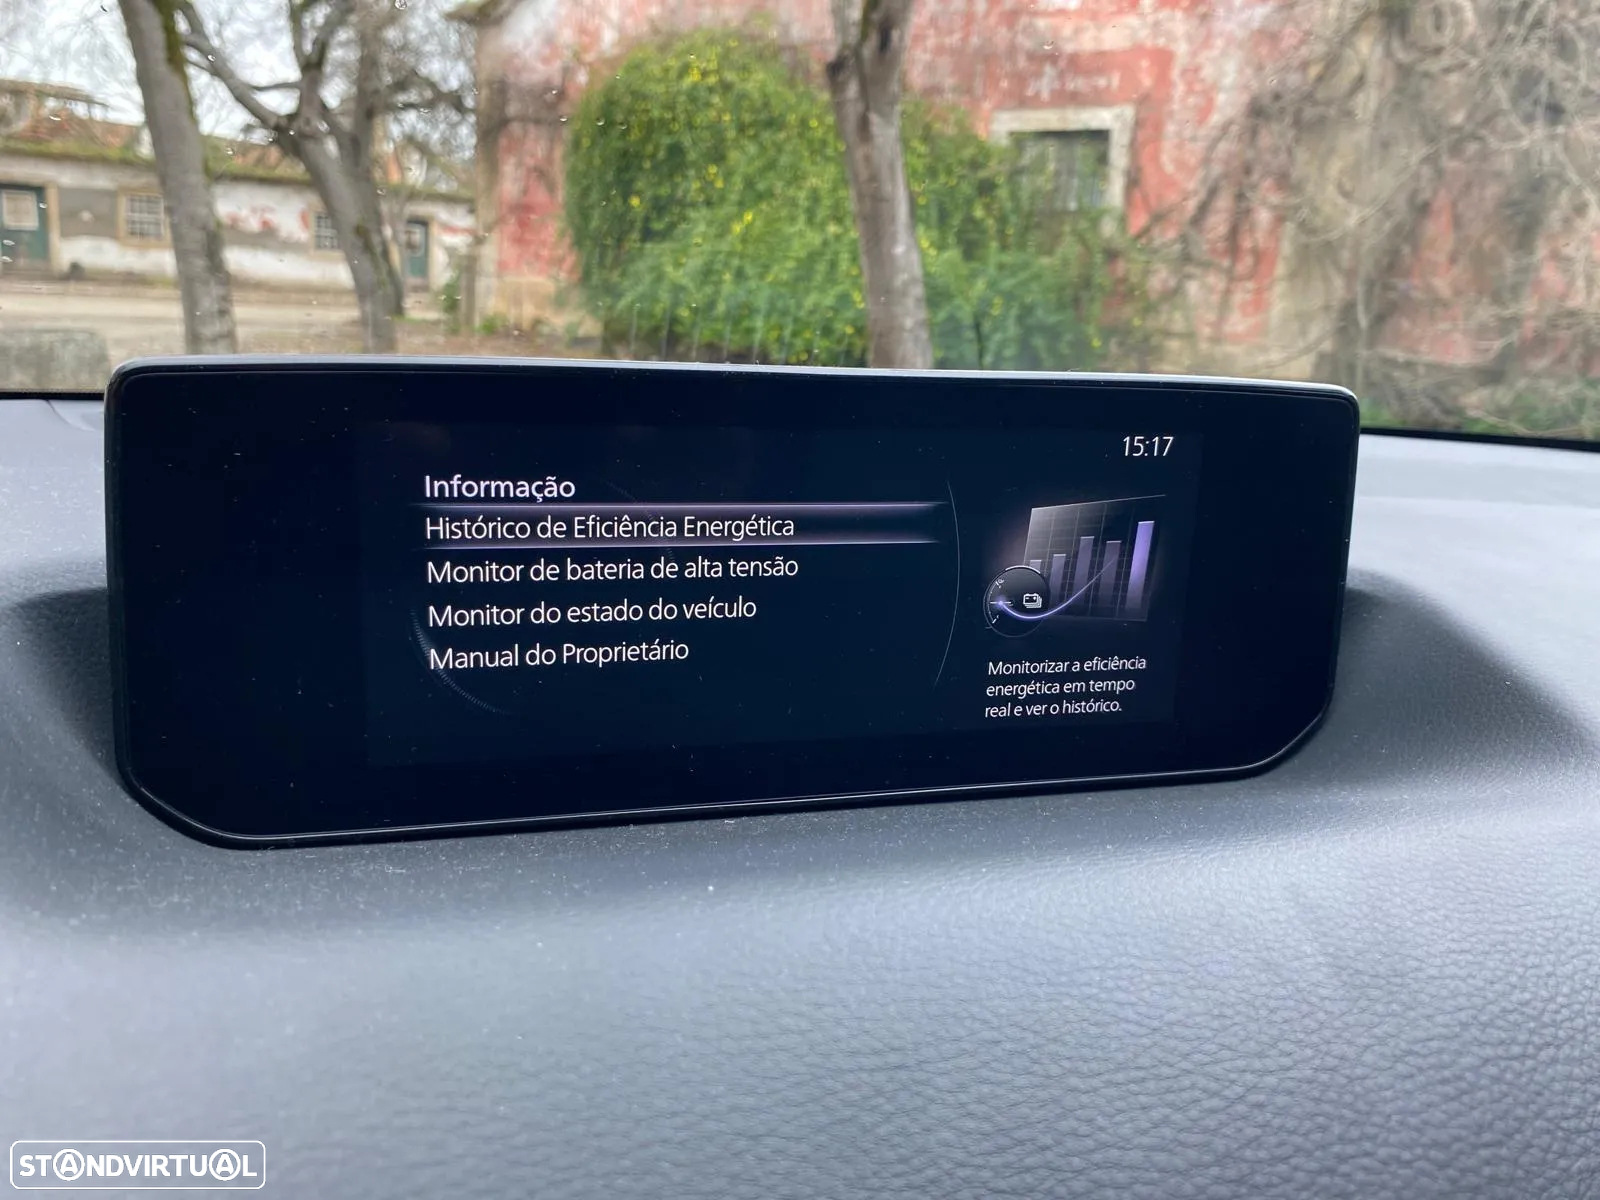 15:17
Informação
Histórico de Eficiência Energética
Monitor de bateria de alta tensão
Monitor do estado do veículo
Manual do Proprietário
Monitorizar a eficiência
energética em tempo
real e ver o histórico.
STANDVIRTUAL